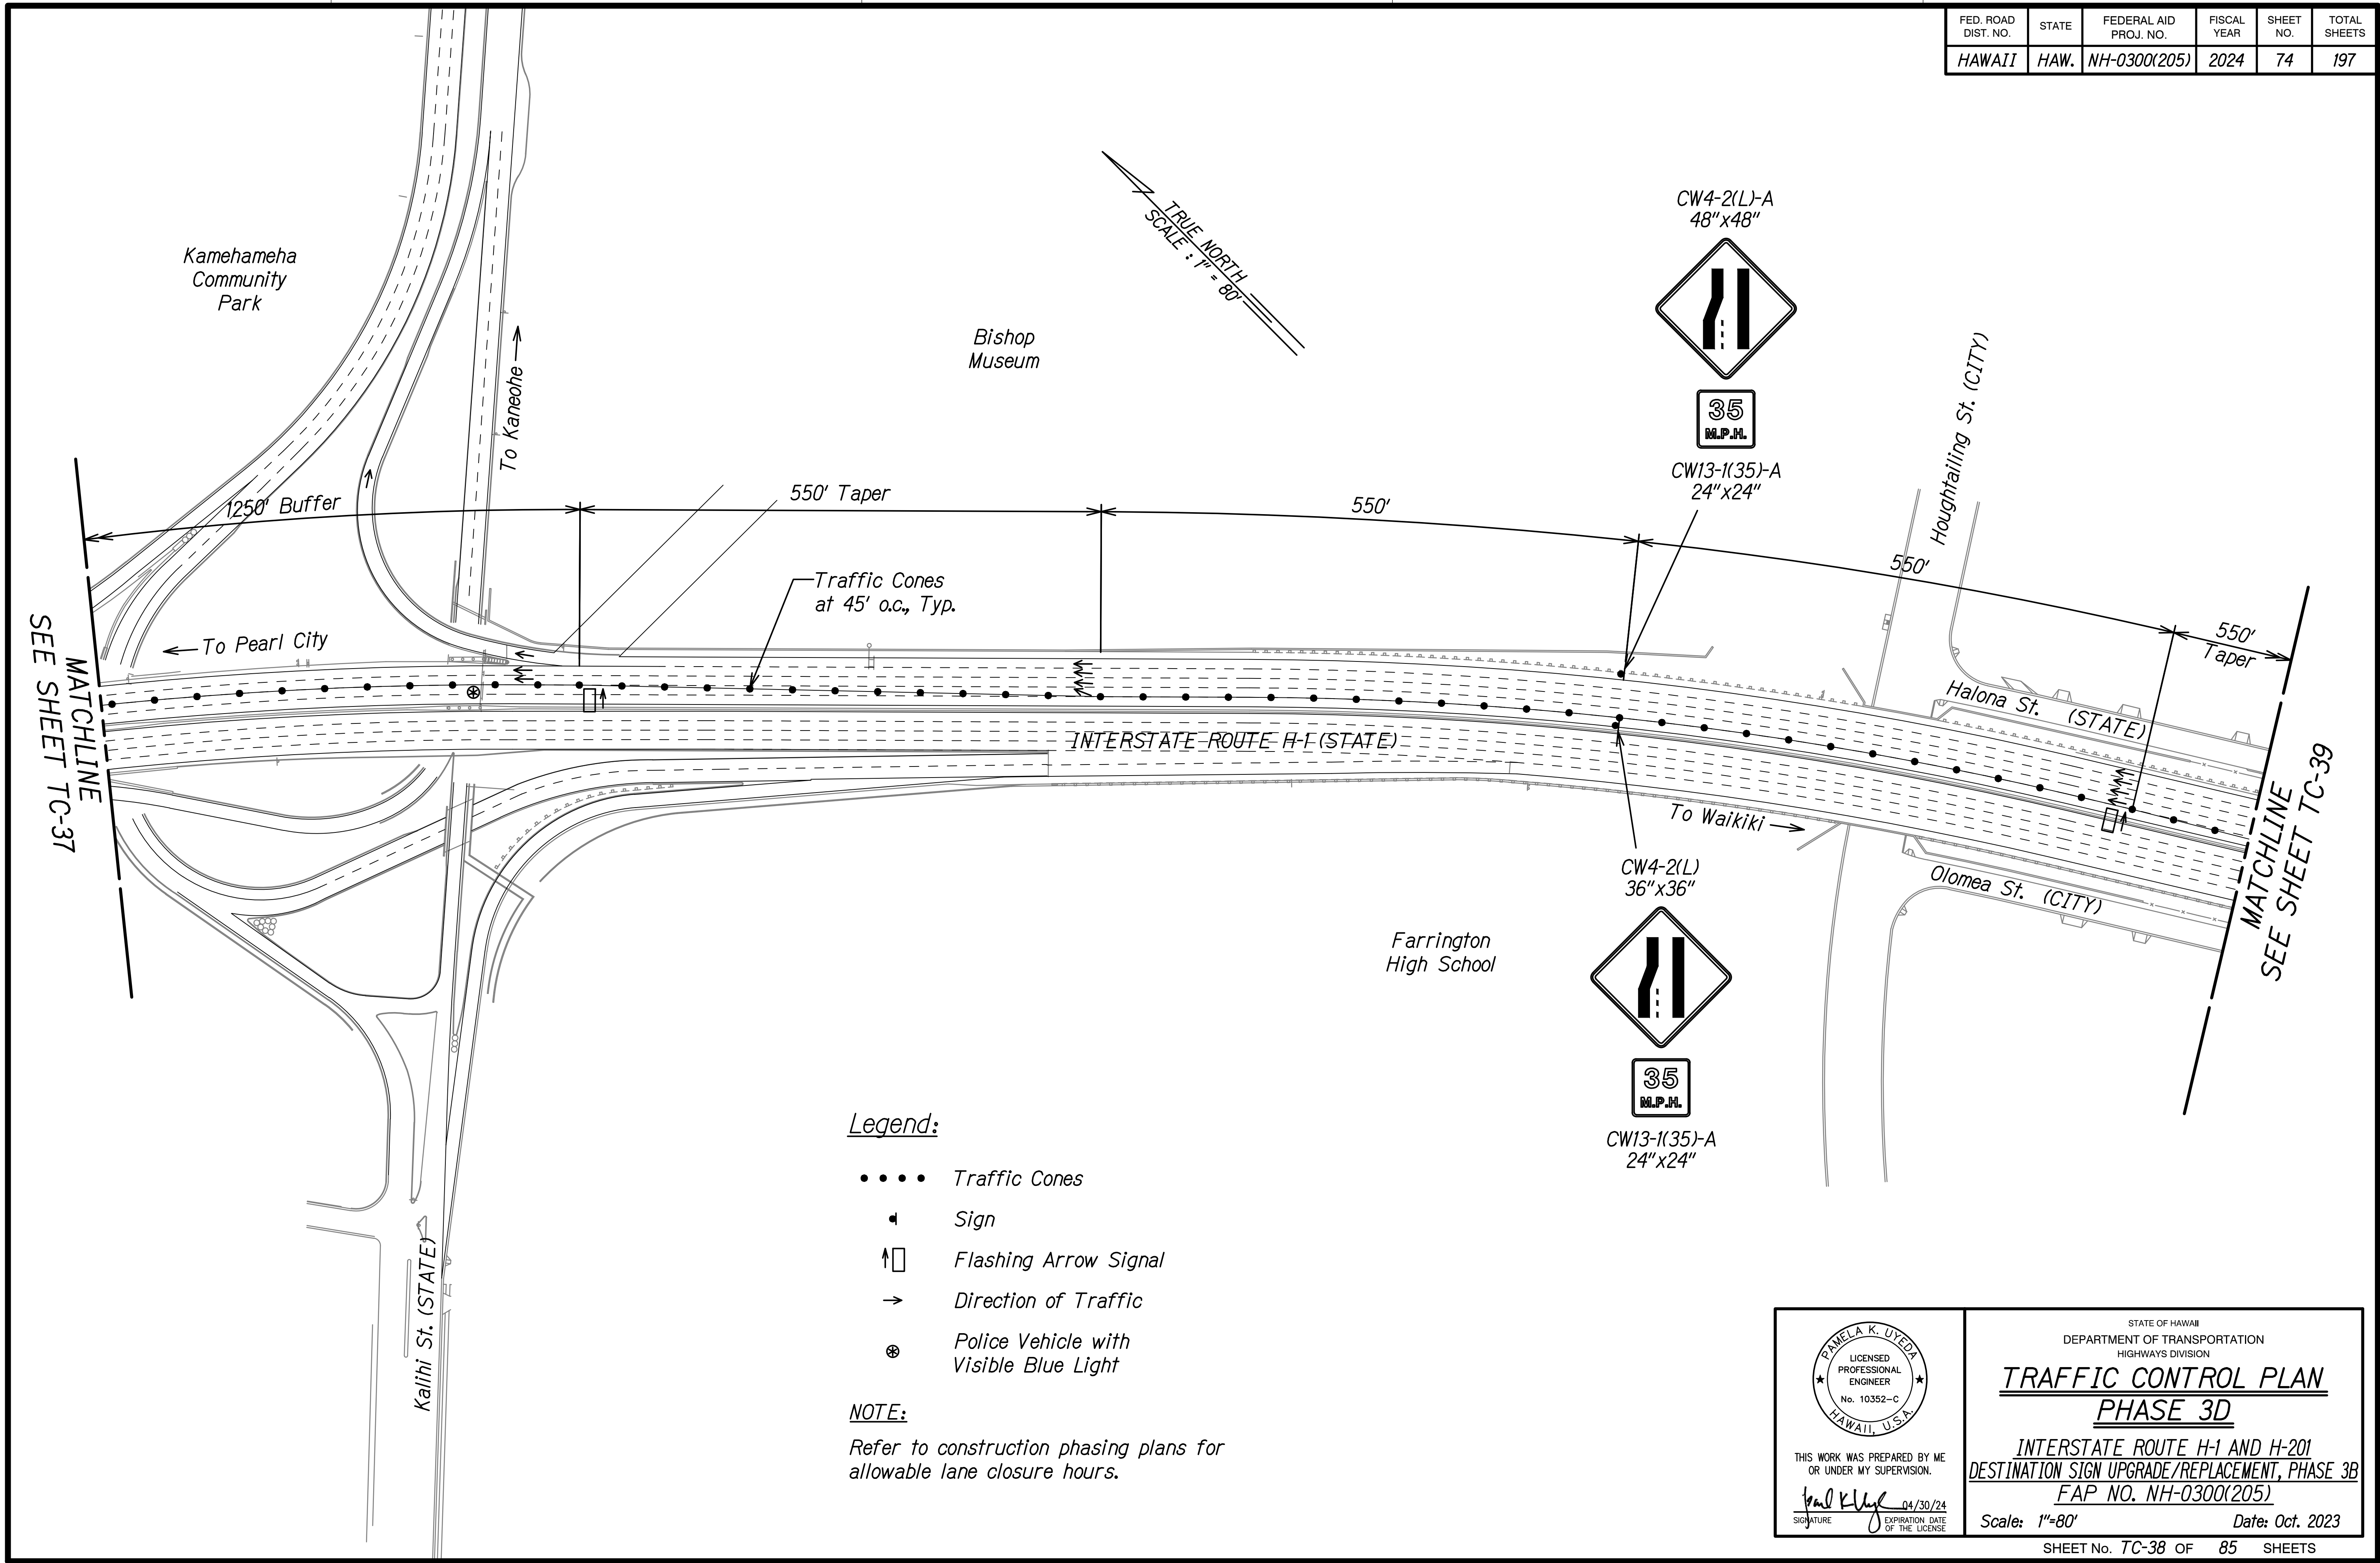 FED. ROAD DIST. NO.
STATE
FEDERAL AID PROJ. NO.
FISCAL YEAR
SHEET NO.
TOTAL SHEETS
HAWAII
HAW.
NH-0300(205)
2024
74
197
Kamehameha
Community
Park
To Kaneohe
Bishop
Museum
TRUE NORTH
SCALE : 1" = 80'
CW4-2(L)-A
48"x48"
35
M.P.H.
CW13-1(35)-A
24"x24"
Houghtailing St. (CITY)
1250' Buffer
550' Taper
550'
550'
550'
Taper
Traffic Cones
at 45' o.c., Typ.
To Pearl City
MATCHLINE
SEE SHEET TC-37
INTERSTATE ROUTE H-1 (STATE)
Halona St. (STATE)
To Waikiki
Olomea St. (CITY)
MATCHLINE
SEE SHEET TC-39
CW4-2(L)
36"x36"
35
M.P.H.
CW13-1(35)-A
24"x24"
Farrington
High School
Kalihi St. (STATE)
Legend:
Traffic Cones
Sign
Flashing Arrow Signal
Direction of Traffic
Police Vehicle with
Visible Blue Light
NOTE:
Refer to construction phasing plans for
allowable lane closure hours.
PAMELA K. UYEDA
LICENSED
PROFESSIONAL
ENGINEER
No. 10352-C
HAWAII, U.S.A.
THIS WORK WAS PREPARED BY ME
OR UNDER MY SUPERVISION.
04/30/24
SIGNATURE
EXPIRATION DATE
OF THE LICENSE
STATE OF HAWAII
DEPARTMENT OF TRANSPORTATION
HIGHWAYS DIVISION
TRAFFIC CONTROL PLAN
PHASE 3D
INTERSTATE ROUTE H-1 AND H-201
DESTINATION SIGN UPGRADE/REPLACEMENT, PHASE 3B
FAP NO. NH-0300(205)
Scale: 1"=80' Date: Oct. 2023
SHEET No. TC-38 OF 85 SHEETS